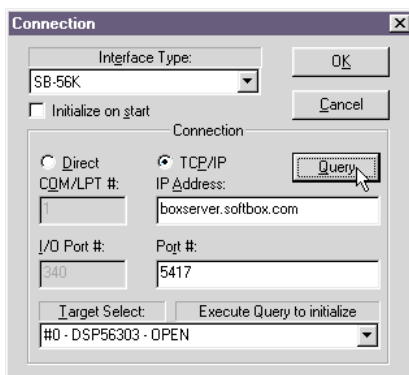 Connection
Interface Type:
OK
SB-56K
Initialize on start
Cancel
Connection
Direct
TCP/IP
Query
COM/LPT #:
IP Address:
1
boxserver.softbox.com
I/O Port #:
Port #:
340
5417
Target Select:
Execute Query to initialize
#0 - DSP56303 - OPEN